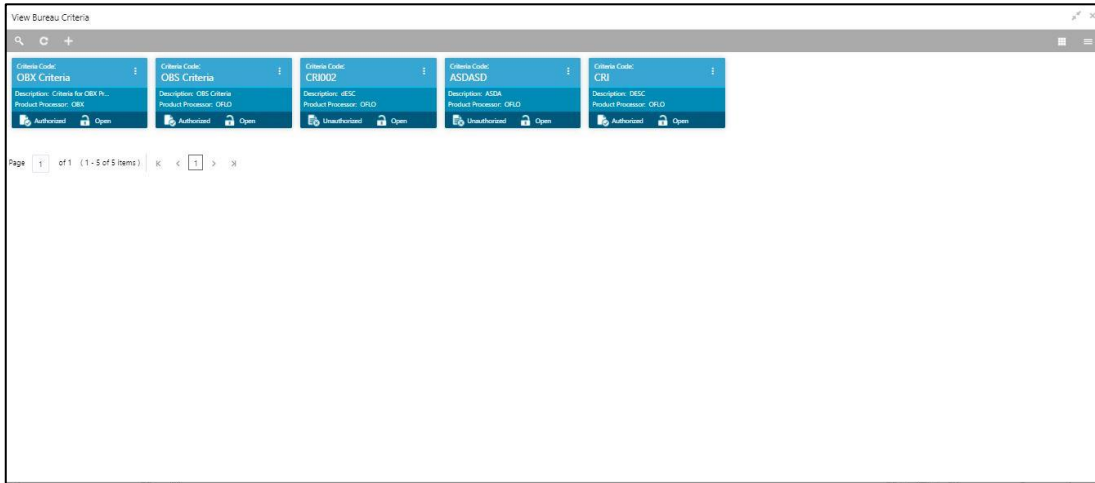 View Bureau Criteria
Criteria Code:
OBX Criteria
Description: Criteria for OBX Pr...
Product Processor: OBX
Authorized Open
Criteria Code:
OBS Criteria
Description: OBS Criteria
Product Processor: OFLO
Authorized Open
Criteria Code:
CRI002
Description: dESC
Product Processor: OFLO
Unauthorized Open
Criteria Code:
ASDASD
Description: ASDA
Product Processor: OFLO
Unauthorized Open
Criteria Code:
CRI
Description: DESC
Product Processor: OFLO
Authorized Open
Page 1 of 1 (1 - 5 of 5 items) 1